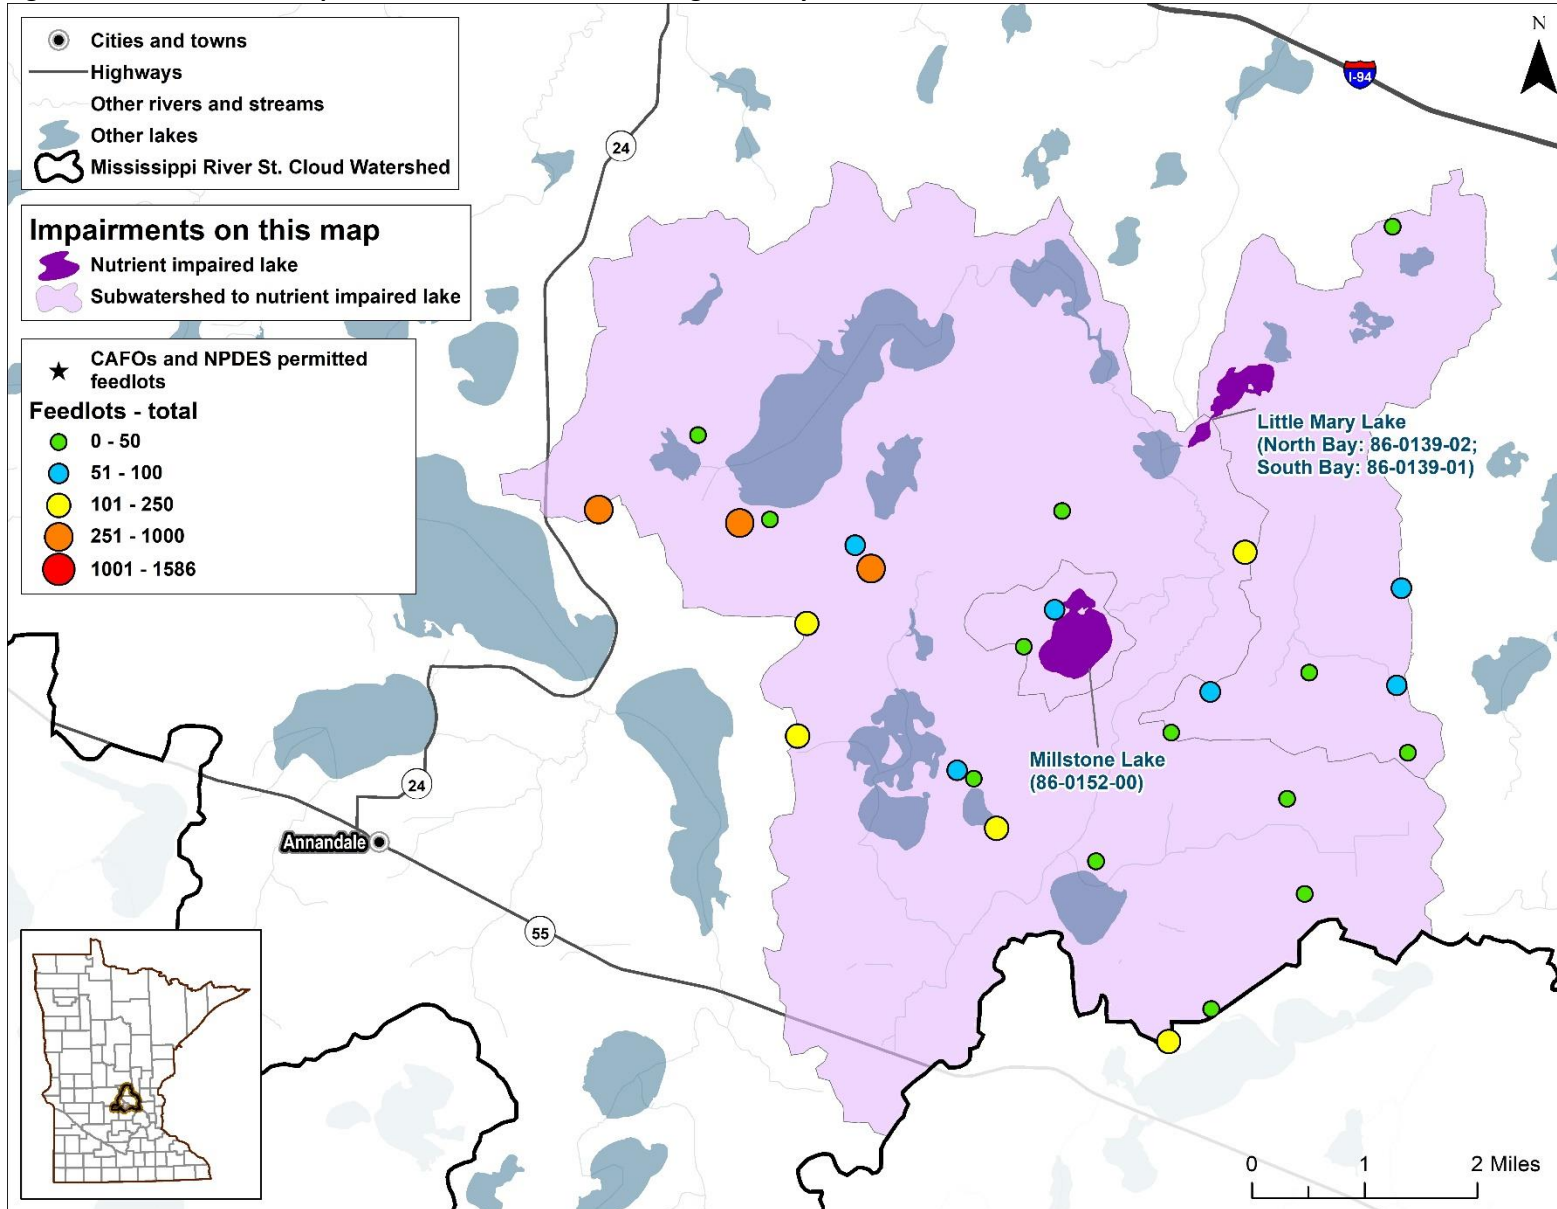 Cities and towns
Highways
Other rivers and streams
Other lakes
Mississippi River St. Cloud Watershed
Impairments on this map
Nutrient impaired lake
Subwatershed to nutrient impaired lake
CAFOs and NPDES permitted
feedlots
Feedlots - total
0 - 50
51 - 100
101 - 250
251 - 1000
1001 - 1586
N
I-94
24
Little Mary Lake
(North Bay: 86-0139-02;
South Bay: 86-0139-01)
Millstone Lake
(86-0152-00)
24
Annandale
55
0 1 2 Miles